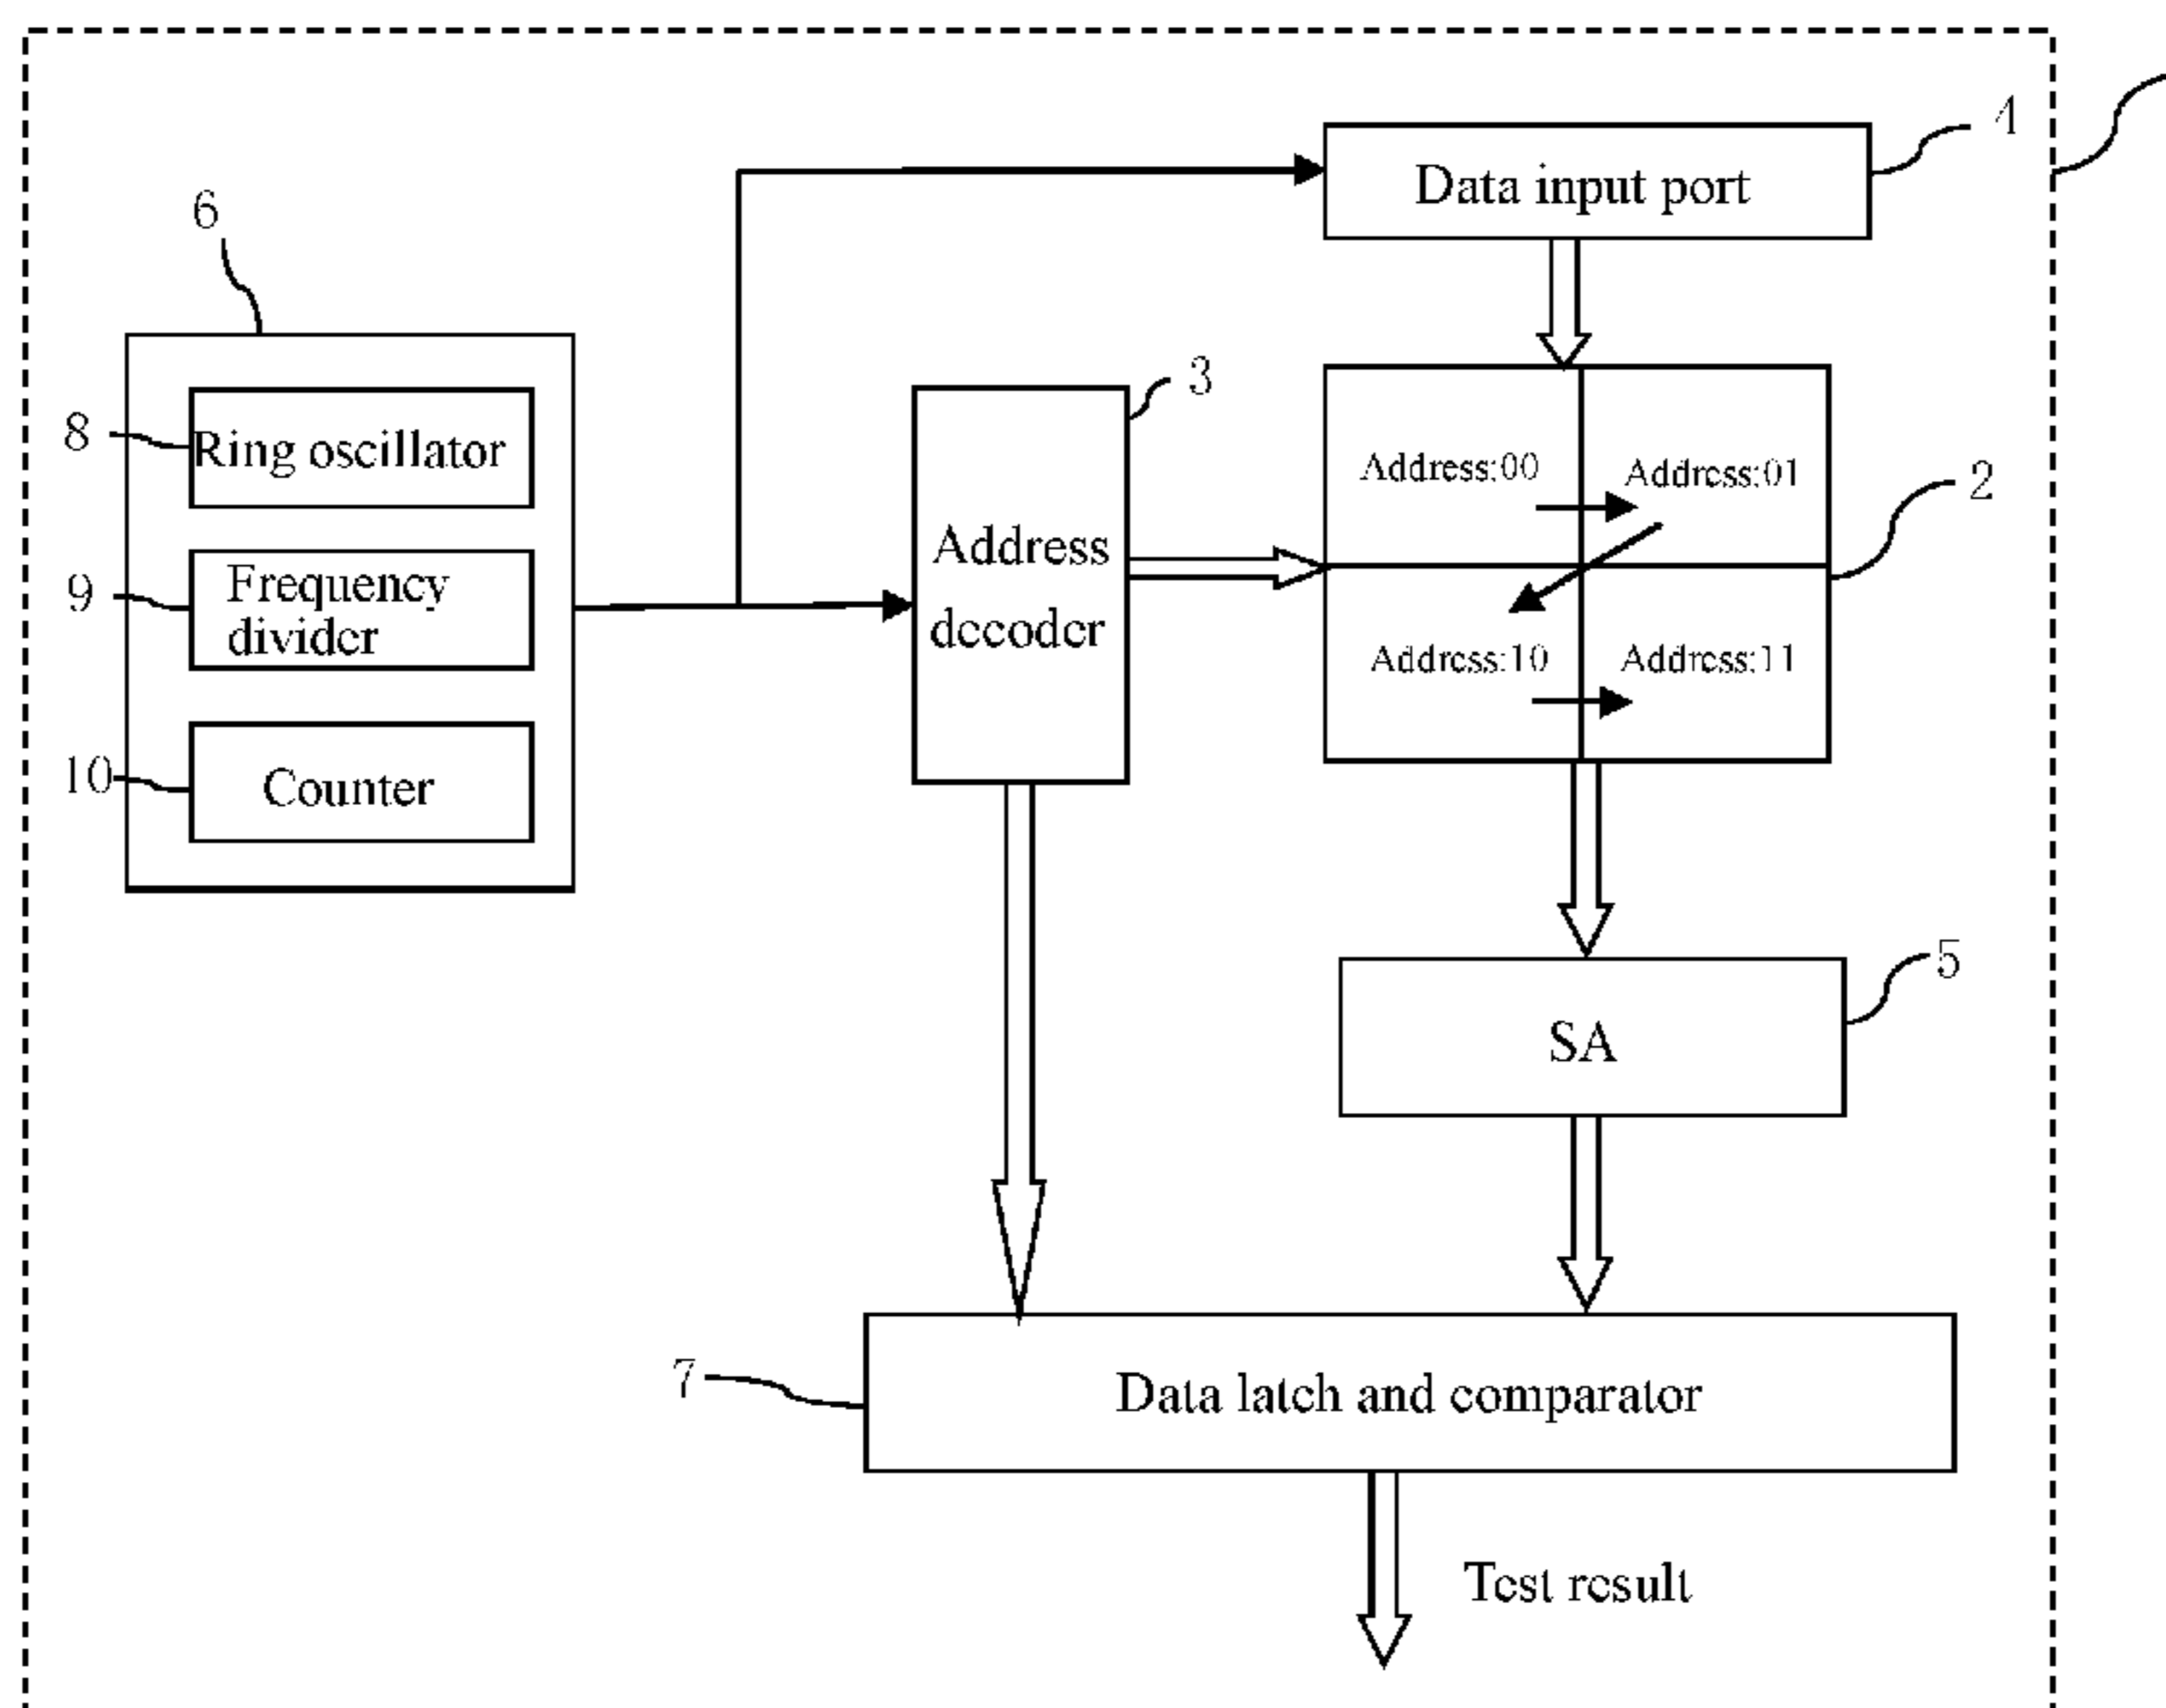 4
Data input port
6
3
8
Ring oscillator
Address:00
Address:01
2
9
Frequency
divider
Address
decoder
Address:10
Address:11
10
Counter
5
SA
7
Data latch and comparator
Test result